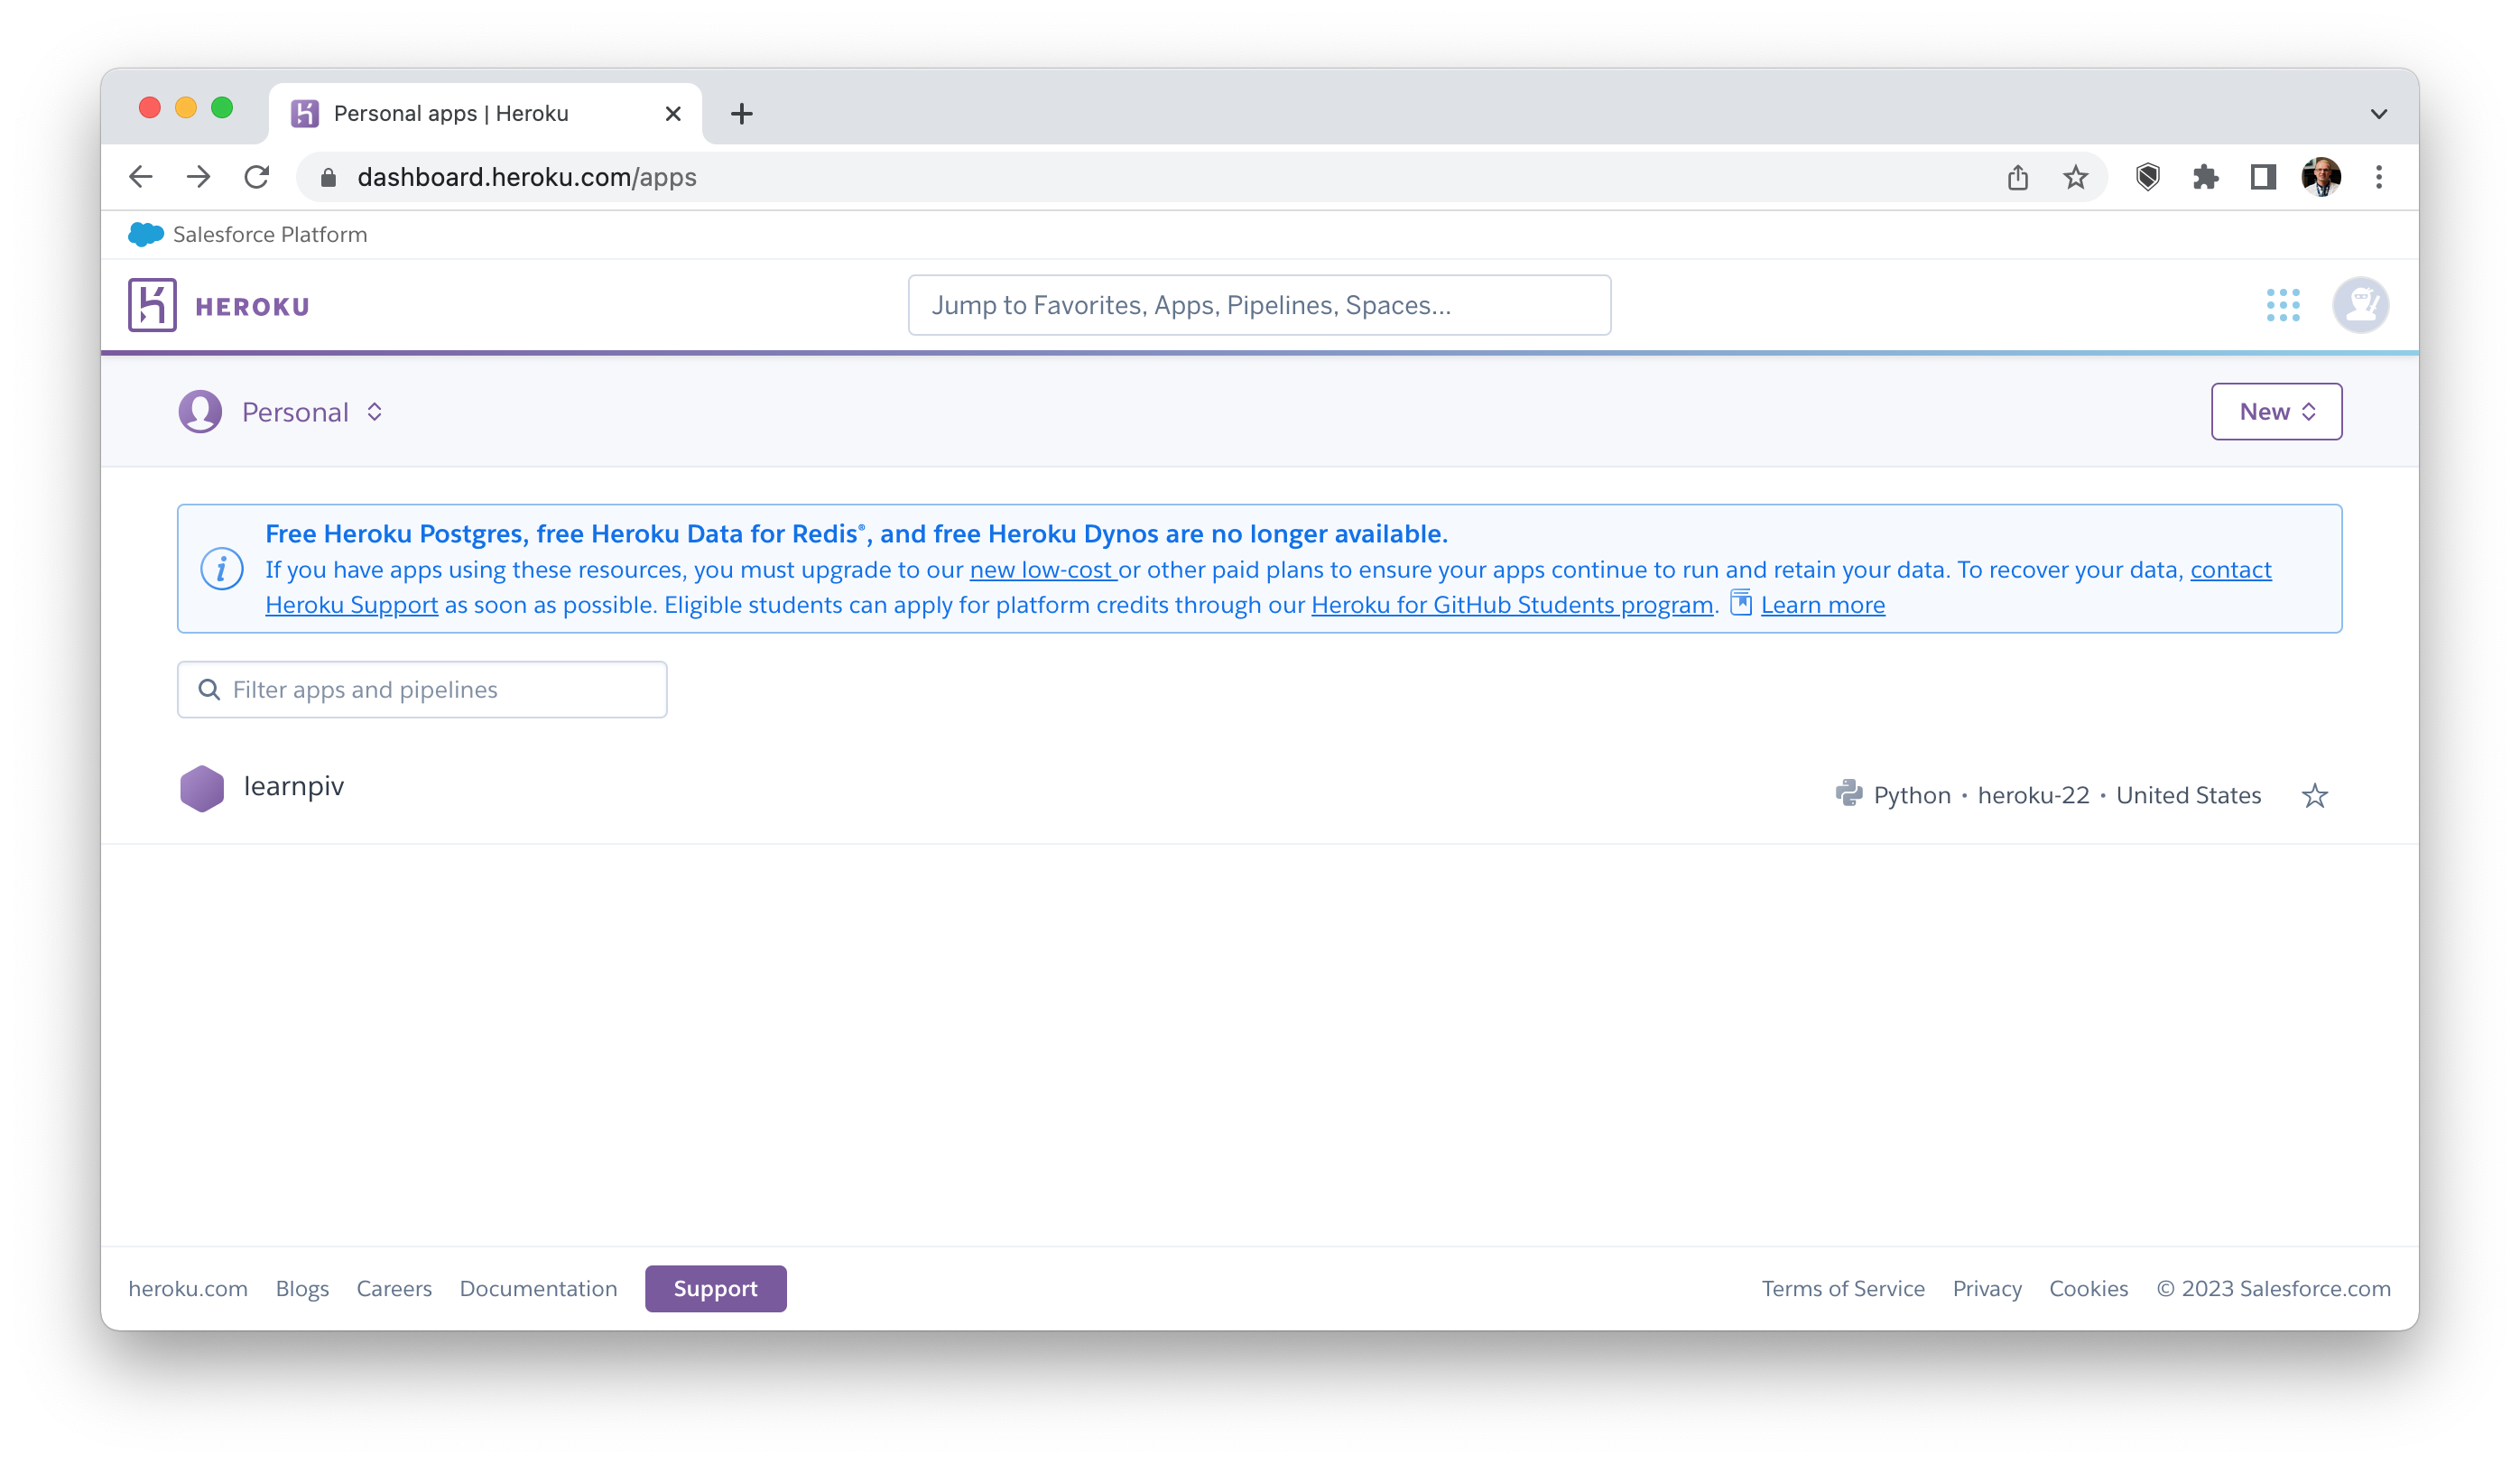 Personal apps | Heroku
dashboard.heroku.com/apps
Salesforce Platform
HEROKU
Jump to Favorites, Apps, Pipelines, Spaces...
Personal
New
Free Heroku Postgres, free Heroku Data for Redis®, and free Heroku Dynos are no longer available.
If you have apps using these resources, you must upgrade to our new low-cost or other paid plans to ensure your apps continue to run and retain your data. To recover your data, contact
Heroku Support as soon as possible. Eligible students can apply for platform credits through our Heroku for GitHub Students program. Learn more
Filter apps and pipelines
learnpiv
Python • heroku-22 • United States
heroku.com Blogs Careers Documentation Support Terms of Service Privacy Cookies © 2023 Salesforce.com